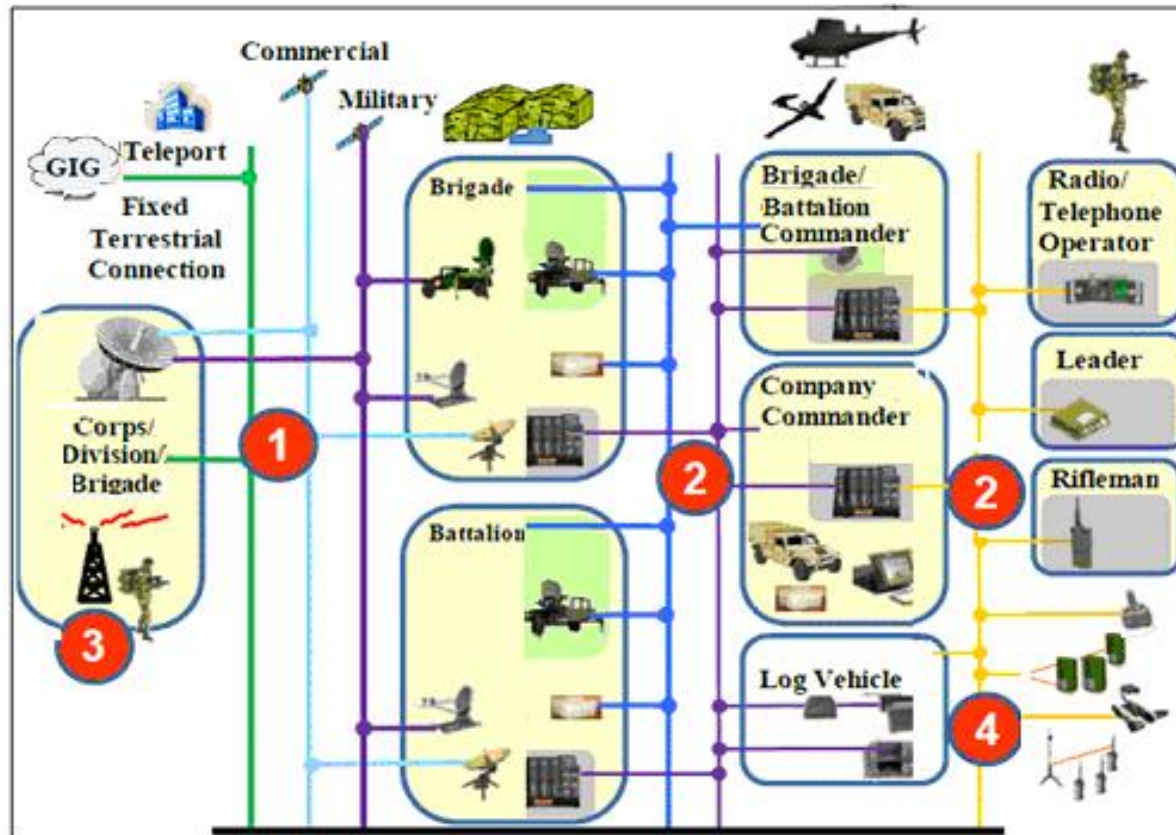 Commercial
Military
Teleport
GIG
Fixed
Terrestrial
Connection
Corps/
Division/
Brigade
1
3
Brigade
Battalion
2
Brigade/
Battalion
Commander
Company
Commander
2
Log Vehicle
4
Radio/
Telephone
Operator
Leader
Rifleman